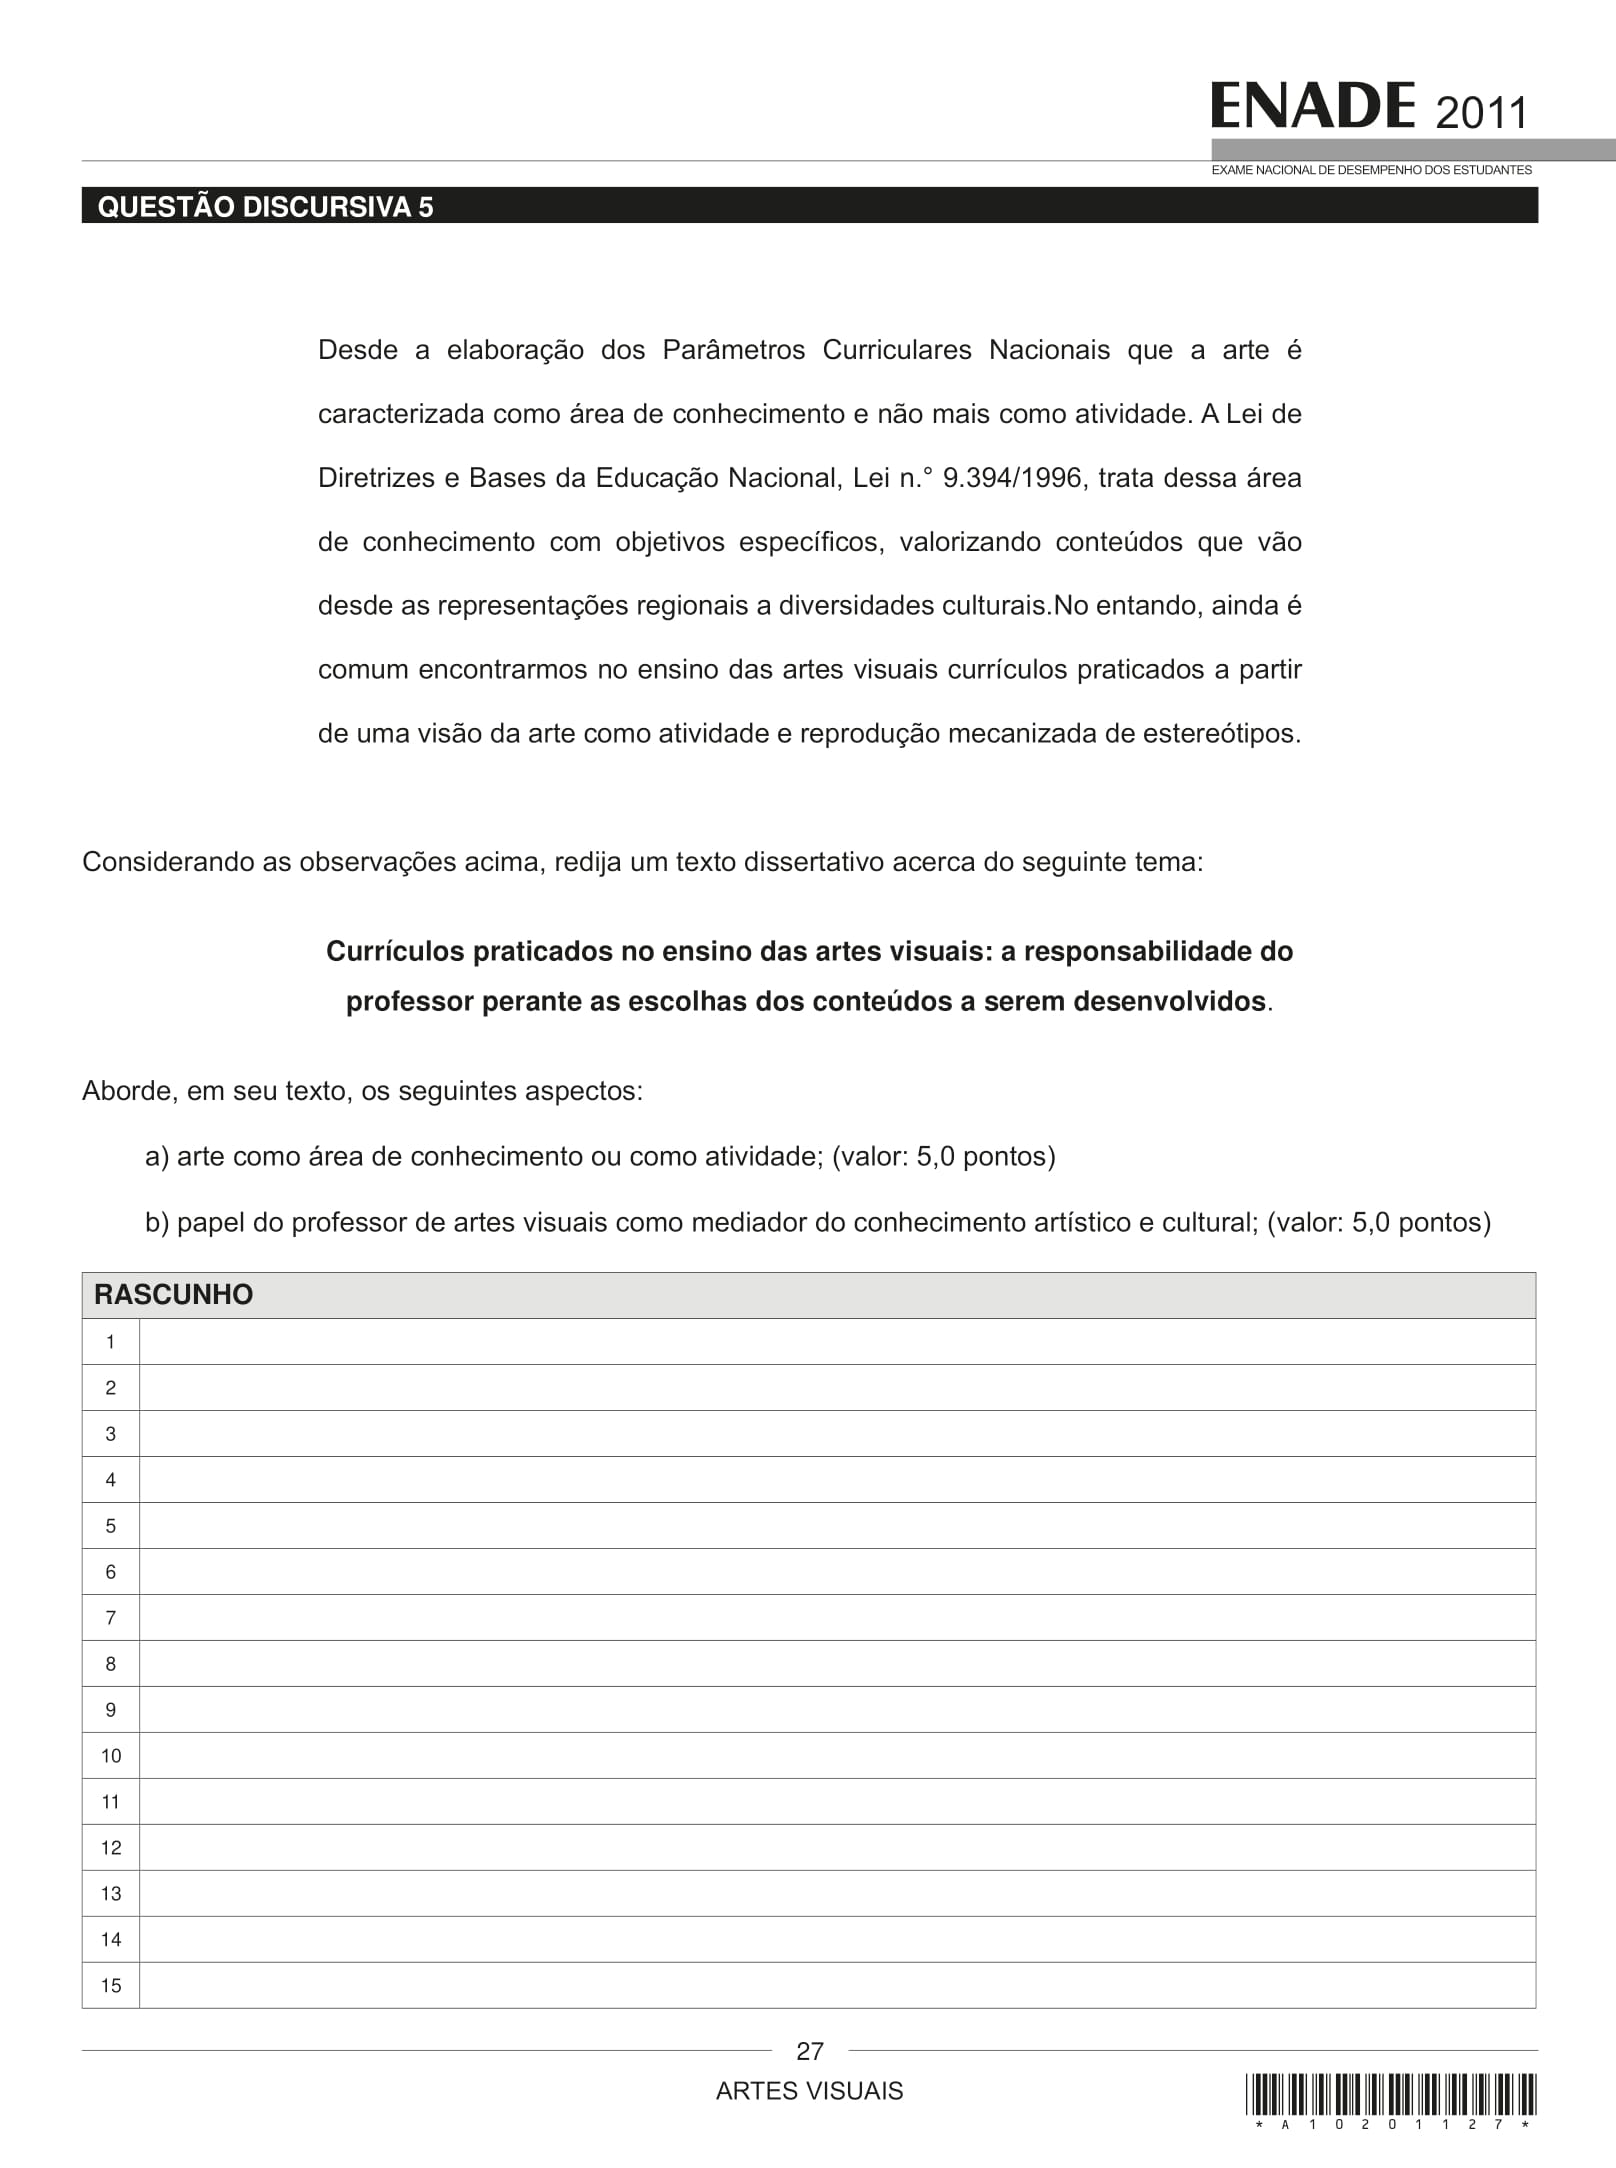 ENADE 2011
EXAME NACIONAL DE DESEMPENHO DOS ESTUDANTES
QUESTÃO DISCURSIVA 5
Desde a elaboração dos Parâmetros Curriculares Nacionais que a arte é
caracterizada como área de conhecimento e não mais como atividade. A Lei de
Diretrizes e Bases da Educação Nacional, Lei n.° 9.394/1996, trata dessa área
de conhecimento com objetivos específicos, valorizando conteúdos que vão
desde as representações regionais a diversidades culturais.No entando, ainda é
comum encontrarmos no ensino das artes visuais currículos praticados a partir
de uma visão da arte como atividade e reprodução mecanizada de estereótipos.
Considerando as observações acima, redija um texto dissertativo acerca do seguinte tema:
Currículos praticados no ensino das artes visuais: a responsabilidade do
professor perante as escolhas dos conteúdos a serem desenvolvidos.
Aborde, em seu texto, os seguintes aspectos:
a) arte como área de conhecimento ou como atividade; (valor: 5,0 pontos)
b) papel do professor de artes visuais como mediador do conhecimento artístico e cultural; (valor: 5,0 pontos)
RASCUNHO
1
2
3
4
5
6
7
8
9
10
11
12
13
14
15
27
ARTES VISUAIS
* A 1 0 2 0 1 1 2 7 *